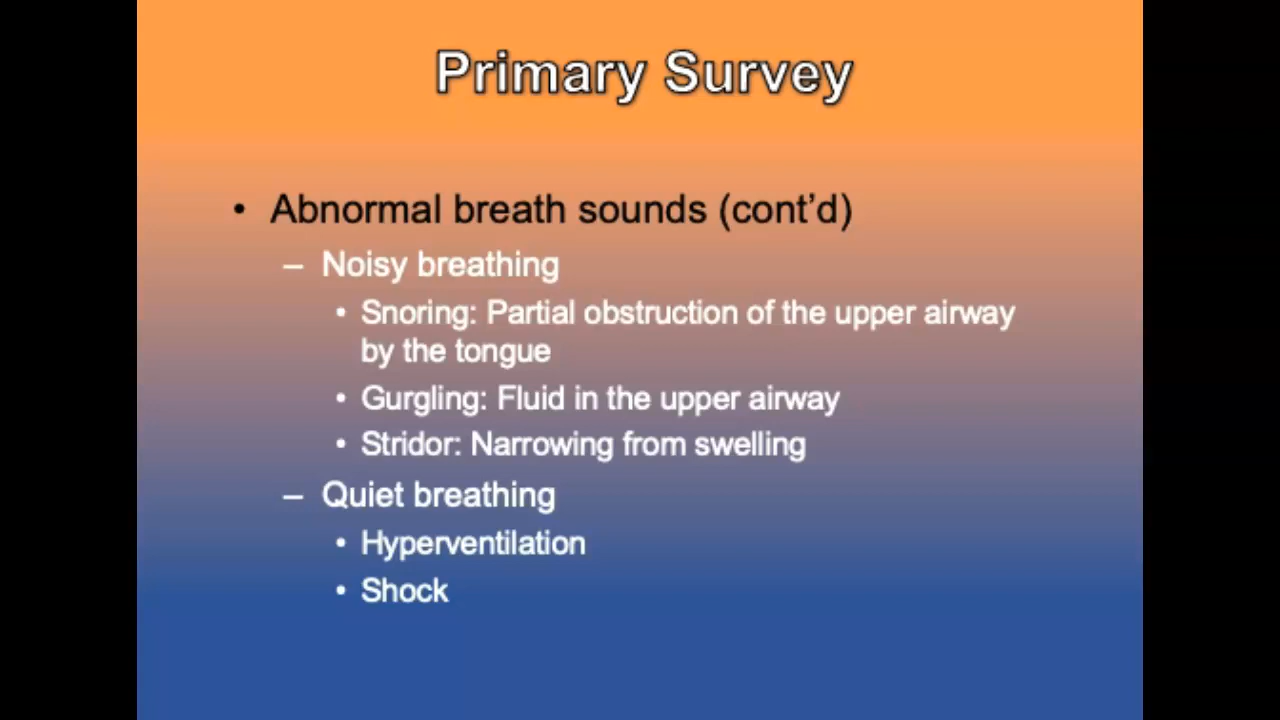 Primary Survey
• Abnormal breath sounds (cont’d)
– Noisy breathing
• Snoring: Partial obstruction of the upper airway
by the tongue
• Gurgling: Fluid in the upper airway
• Stridor: Narrowing from swelling
– Quiet breathing
• Hyperventilation
• Shock